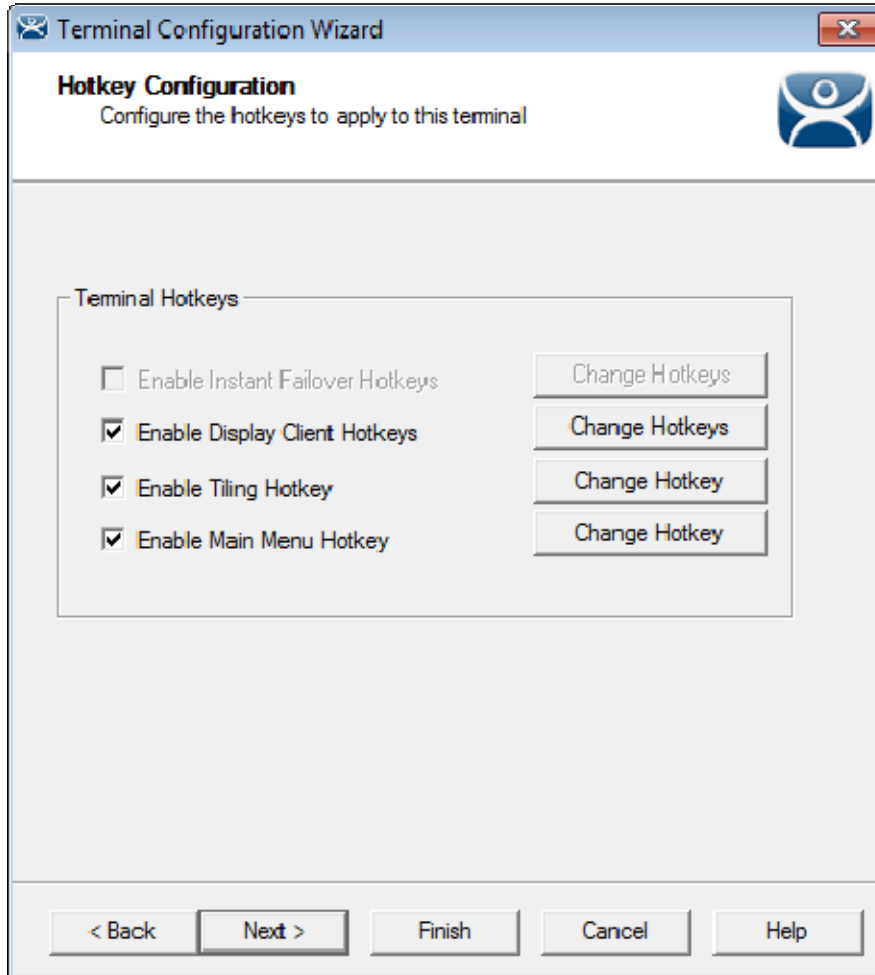 Terminal Configuration Wizard
Hotkey Configuration
Configure the hotkeys to apply to this terminal
Terminal Hotkeys
Enable Instant Failover Hotkeys Change Hotkeys
Enable Display Client Hotkeys Change Hotkeys
Enable Tiling Hotkey Change Hotkey
Enable Main Menu Hotkey Change Hotkey
< Back Next > Finish Cancel Help